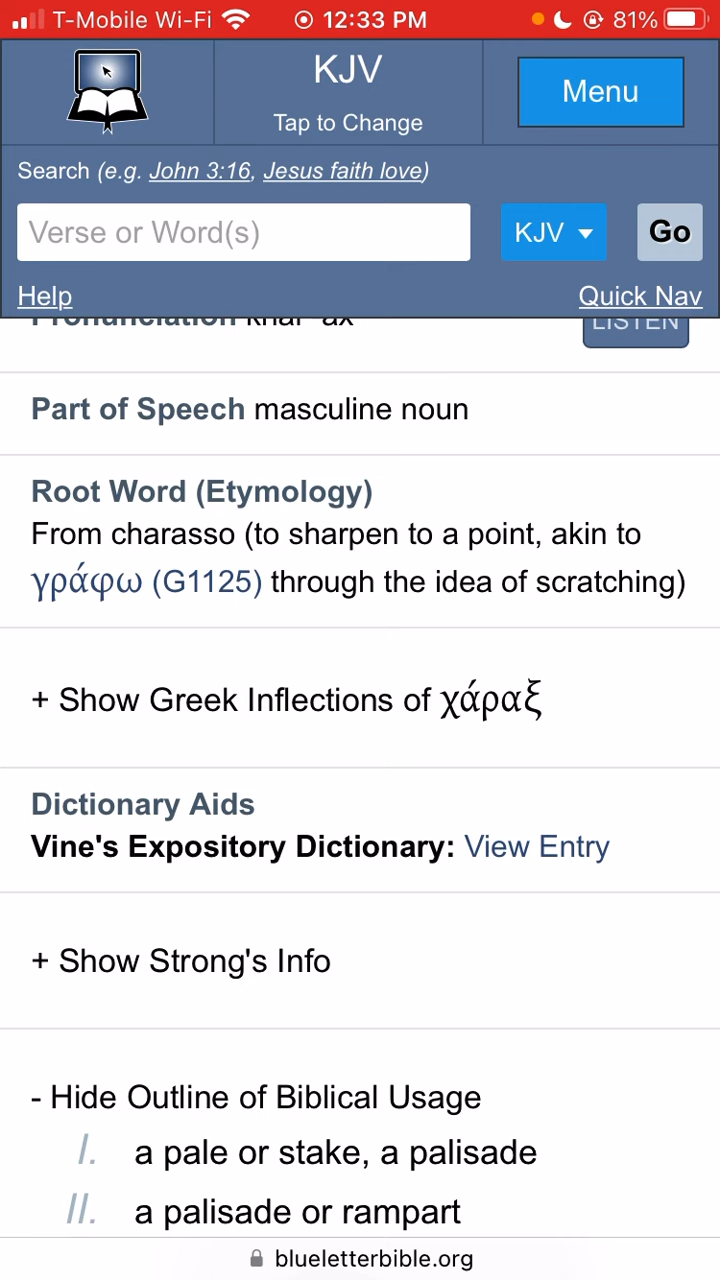 T-Mobile Wi-Fi 12:33 PM 81%
KJV
Tap to Change
Menu
Search (e.g. John 3:16, Jesus faith love)
Verse or Word(s) KJV Go
Help Quick Nav
Pronunciation khar'-ax LISTEN
Part of Speech masculine noun
Root Word (Etymology)
From charasso (to sharpen to a point, akin to
γράφω (G1125) through the idea of scratching)
+ Show Greek Inflections of χάραξ
Dictionary Aids
Vine's Expository Dictionary: View Entry
+ Show Strong's Info
- Hide Outline of Biblical Usage
I. a pale or stake, a palisade
II. a palisade or rampart
blueletterbible.org